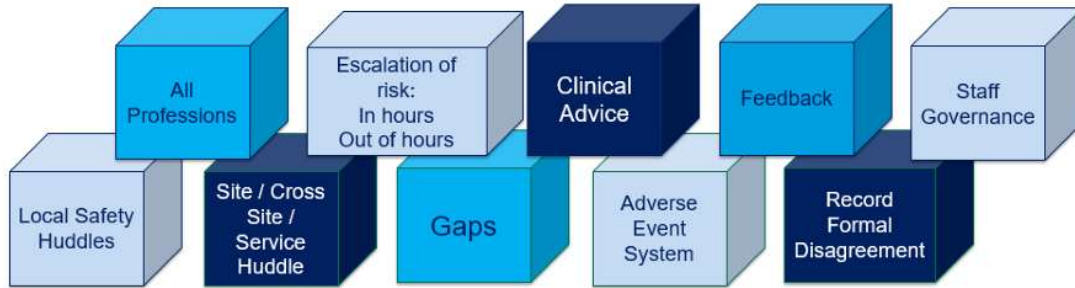 All
Professions
Escalation of
risk:
In hours
Out of hours
Clinical
Advice
Feedback
Staff
Governance
Local Safety
Huddles
Site / Cross
Site /
Service
Huddle
Gaps
Adverse
Event
System
Record
Formal
Disagreement